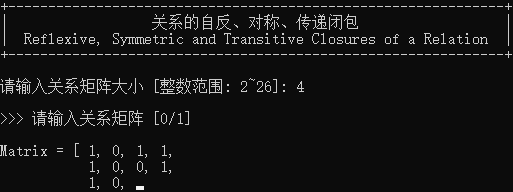 关系的自反、对称、传递闭包
Reflexive, Symmetric and Transitive Closures of a Relation
请输入关系矩阵大小 [整数范围: 2~26]: 4
>>> 请输入关系矩阵 [0/1]
Matrix = [ 1, 0, 1, 1,
1, 0, 0, 1,
1, 0,